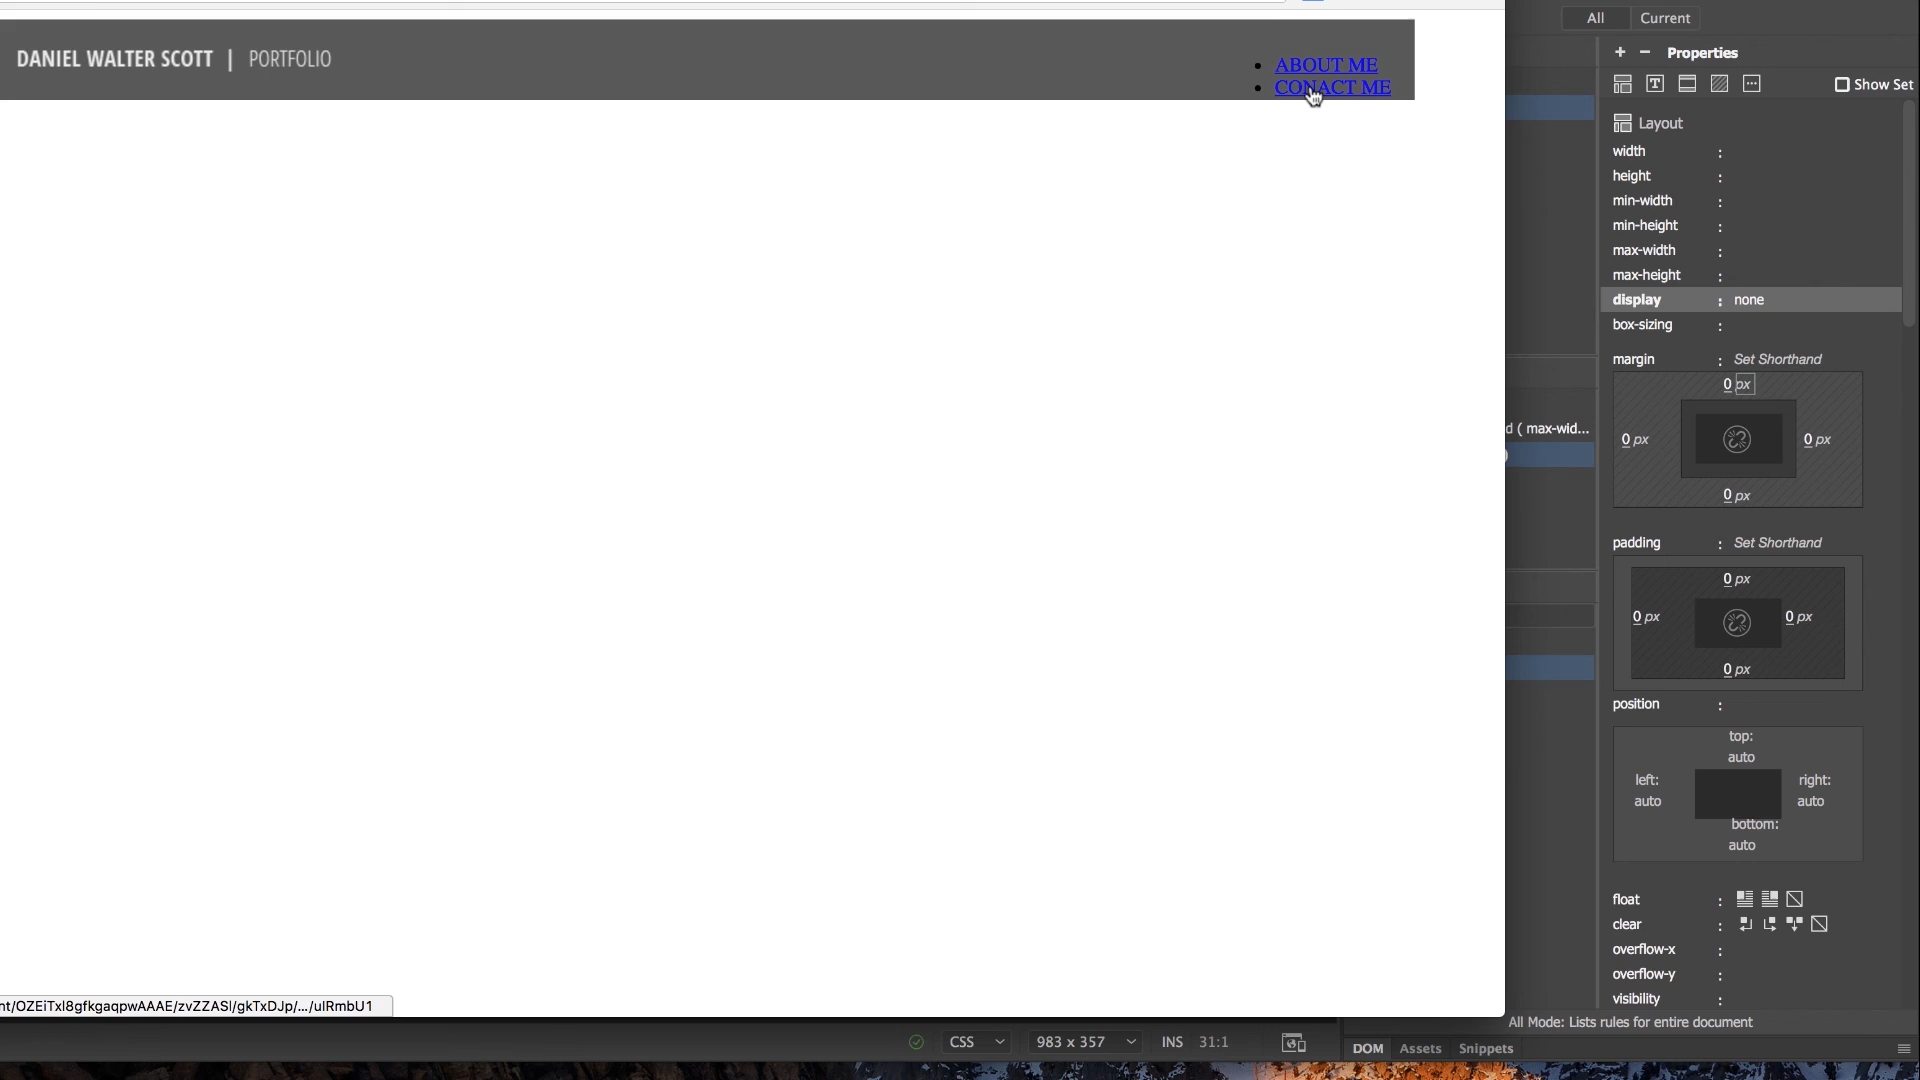 DANIEL WALTER SCOTT | PORTFOLIO
• ABOUT ME
• CONACT ME
nt/OZEiTxl8gfkgaqpwAAAE/zvZZASl/gkTxDJp/.../ulRmbU1
CSS
983 x 357
INS
31:1
d ( max-wid...
)
All
Current
+ − Properties
Show Set
Layout
width :
height :
min-width :
min-height :
max-width :
max-height :
display : none
box-sizing :
margin : Set Shorthand
0 px
0 px
0 px
0 px
padding : Set Shorthand
0 px
0 px
0 px
0 px
position :
top:
auto
left:
auto
right:
auto
bottom:
auto
float :
clear :
overflow-x :
overflow-y :
visibility :
All Mode: Lists rules for entire document
DOM
Assets
Snippets